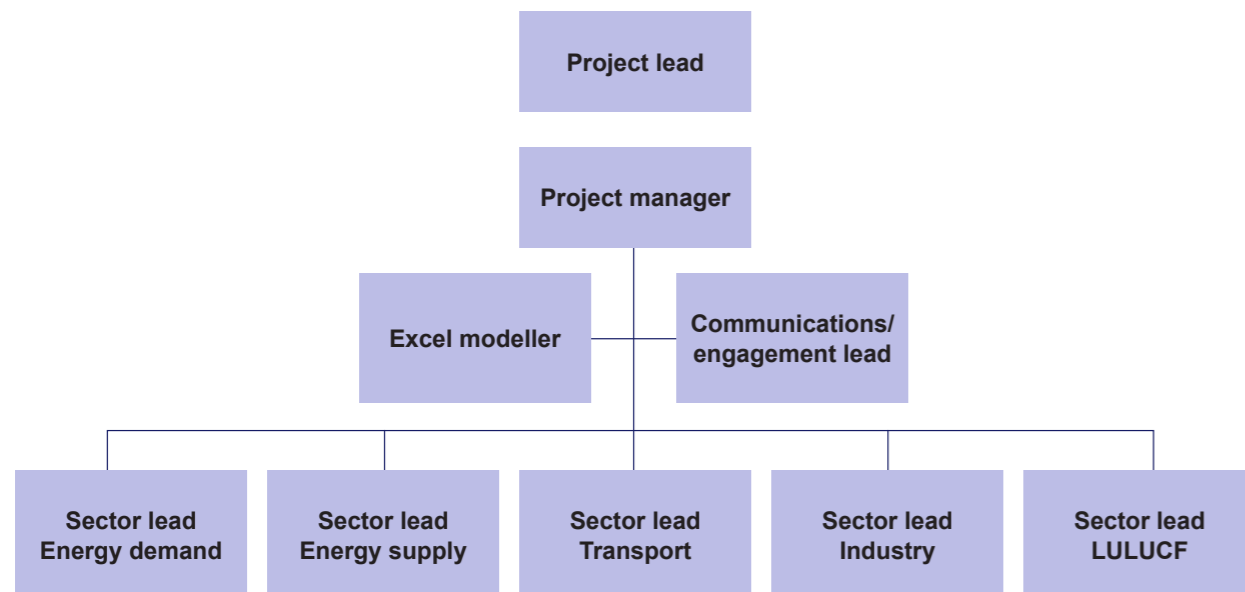 Project lead
Project manager
Excel modeller
Communications/
engagement lead
Sector lead
Energy demand
Sector lead
Energy supply
Sector lead
Transport
Sector lead
Industry
Sector lead
LULUCF